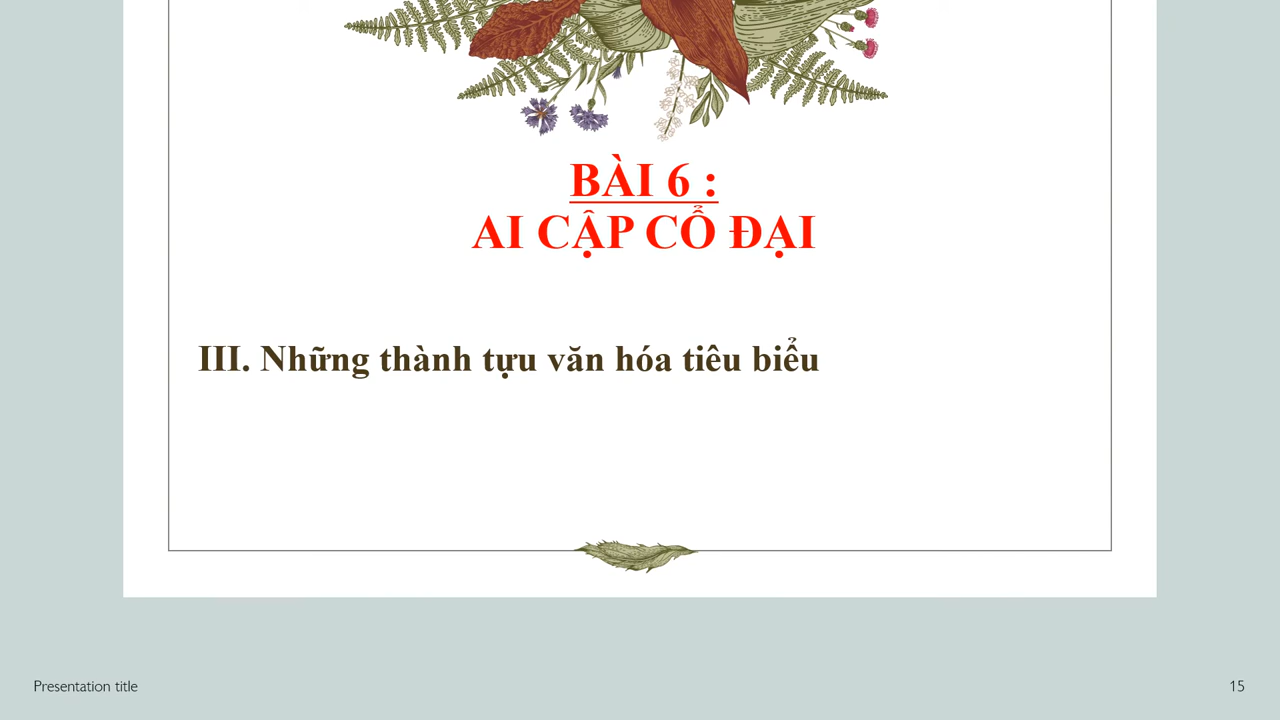 BÀI 6 :
AI CẬP CỔ ĐẠI
III. Những thành tựu văn hóa tiêu biểu
Presentation title
15